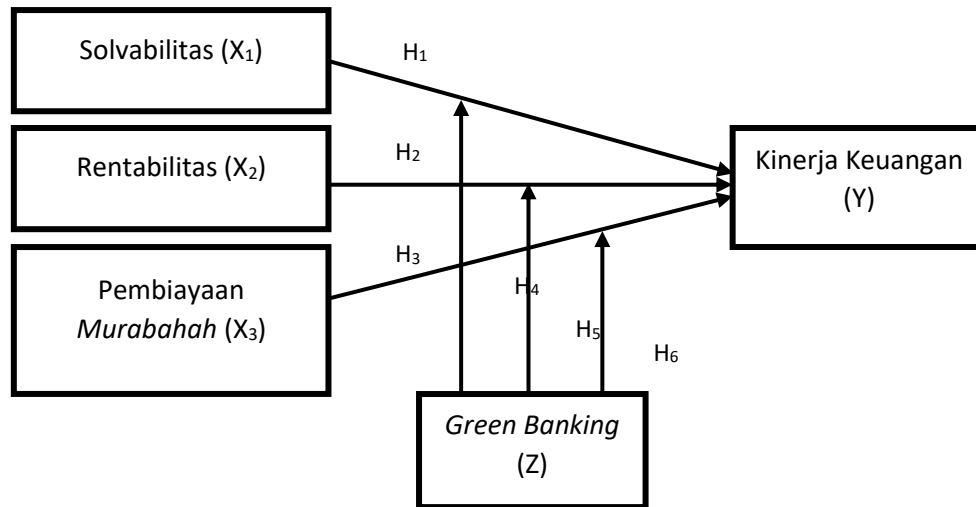 Solvabilitas (X₁)
H₁
Rentabilitas (X₂)
H₂
Kinerja Keuangan
(Y)
H₃
Pembiayaan
Murabahah (X₃)
H₄
H₅
H₆
Green Banking
(Z)